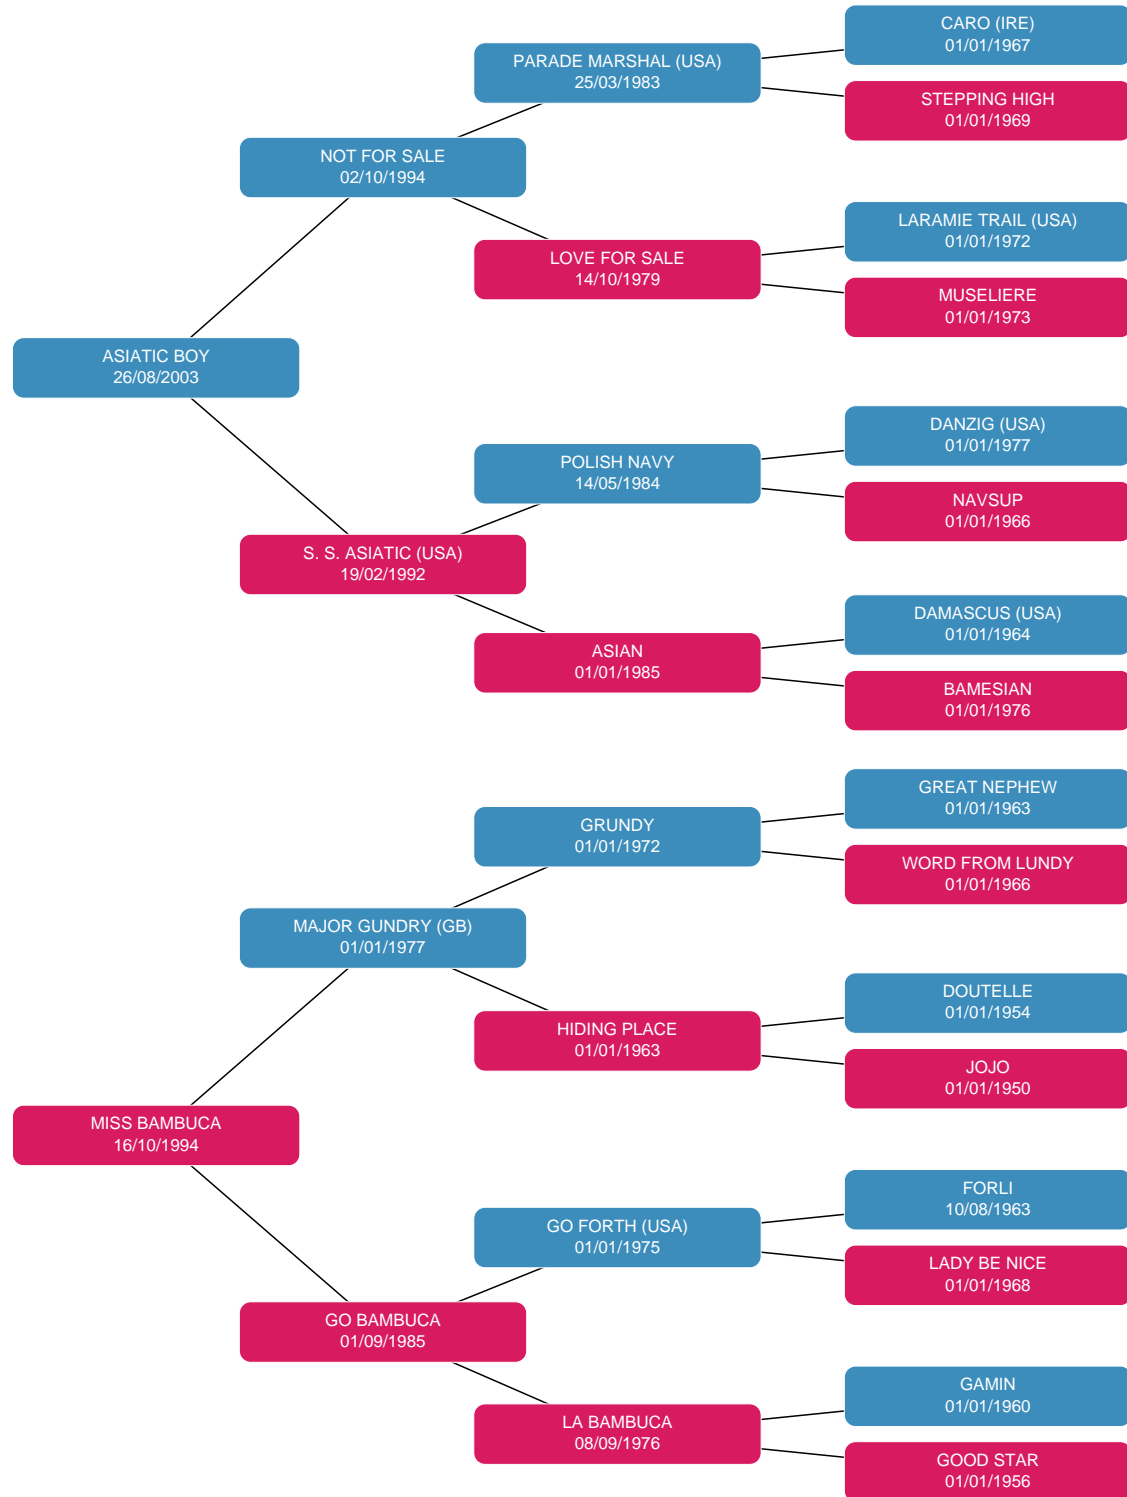 CARO (IRE)
01/01/1967
PARADE MARSHAL (USA)
25/03/1983
STEPPING HIGH
01/01/1969
NOT FOR SALE
02/10/1994
LARAMIE TRAIL (USA)
01/01/1972
LOVE FOR SALE
14/10/1979
MUSELIERE
01/01/1973
ASIATIC BOY
26/08/2003
DANZIG (USA)
01/01/1977
POLISH NAVY
14/05/1984
NAVSUP
01/01/1966
S. S. ASIATIC (USA)
19/02/1992
DAMASCUS (USA)
01/01/1964
ASIAN
01/01/1985
BAMESIAN
01/01/1976
GREAT NEPHEW
01/01/1963
GRUNDY
01/01/1972
WORD FROM LUNDY
01/01/1966
MAJOR GUNDRY (GB)
01/01/1977
DOUTELLE
01/01/1954
HIDING PLACE
01/01/1963
JOJO
01/01/1950
MISS BAMBUCA
16/10/1994
FORLI
10/08/1963
GO FORTH (USA)
01/01/1975
LADY BE NICE
01/01/1968
GO BAMBUCA
01/09/1985
GAMIN
01/01/1960
LA BAMBUCA
08/09/1976
GOOD STAR
01/01/1956